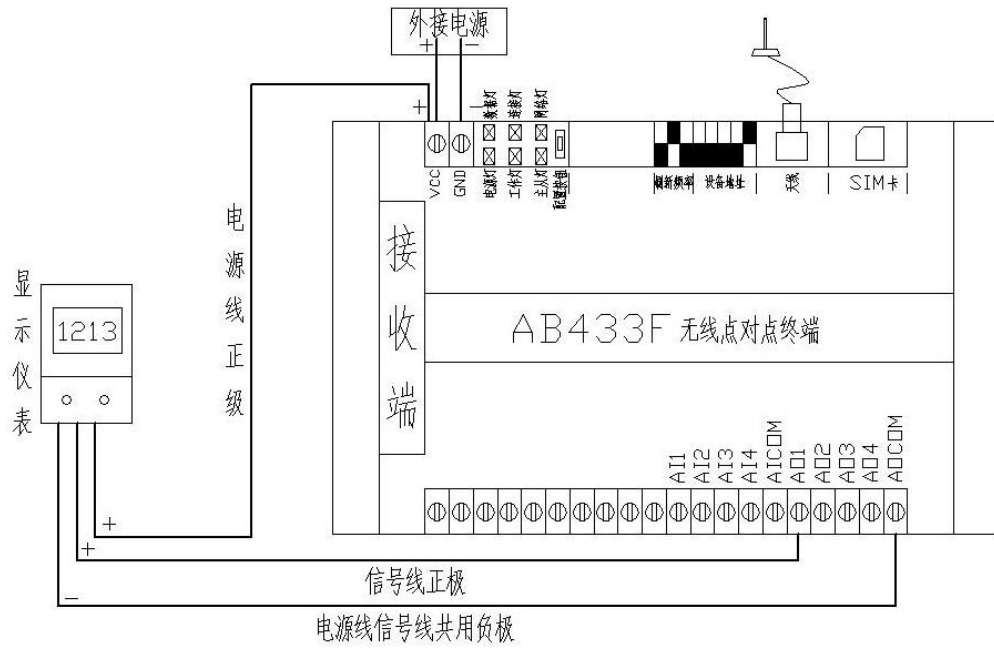 外接电源
+ −
+ −
数据灯 连接灯 网络灯
VCC GND 电源灯 工作灯 主从灯 配置按钮 刷新频率 设备地址 天线 SIM卡
电源线正级
接收端
显示仪表
1213
AB433F 无线点对点终端
AI1 AI2 AI3 AI4 AICOM AO1 AO2 AO3 AO4 AOCOM
+
+
信号线正极
−
电源线信号线共用负极